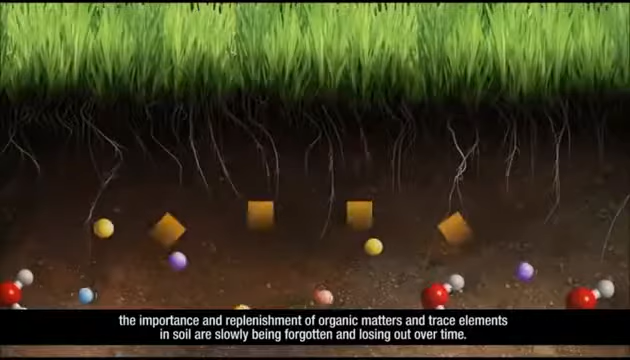 the importance and replenishment of organic matters and trace elements
in soil are slowly being forgotten and losing out over time.